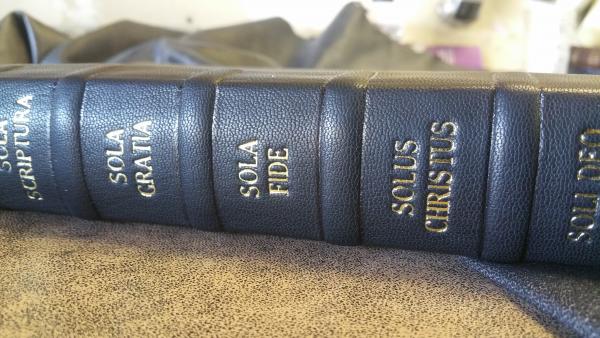 SOLA
SCRIPTURA
SOLA
GRATIA
SOLA
FIDE
SOLUS
CHRISTUS
SOLI DEO